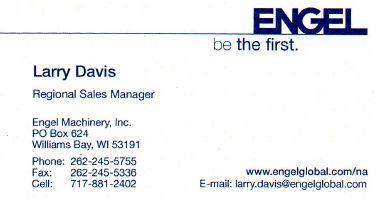 ENGEL
be the first.
Larry Davis
Regional Sales Manager
Engel Machinery, Inc.
PO Box 624
Williams Bay, WI 53191
Phone: 262-245-5755
Fax: 262-245-5336
Cell: 717-881-2402
www.engelglobal.com/na
E-mail: larry.davis@engelglobal.com